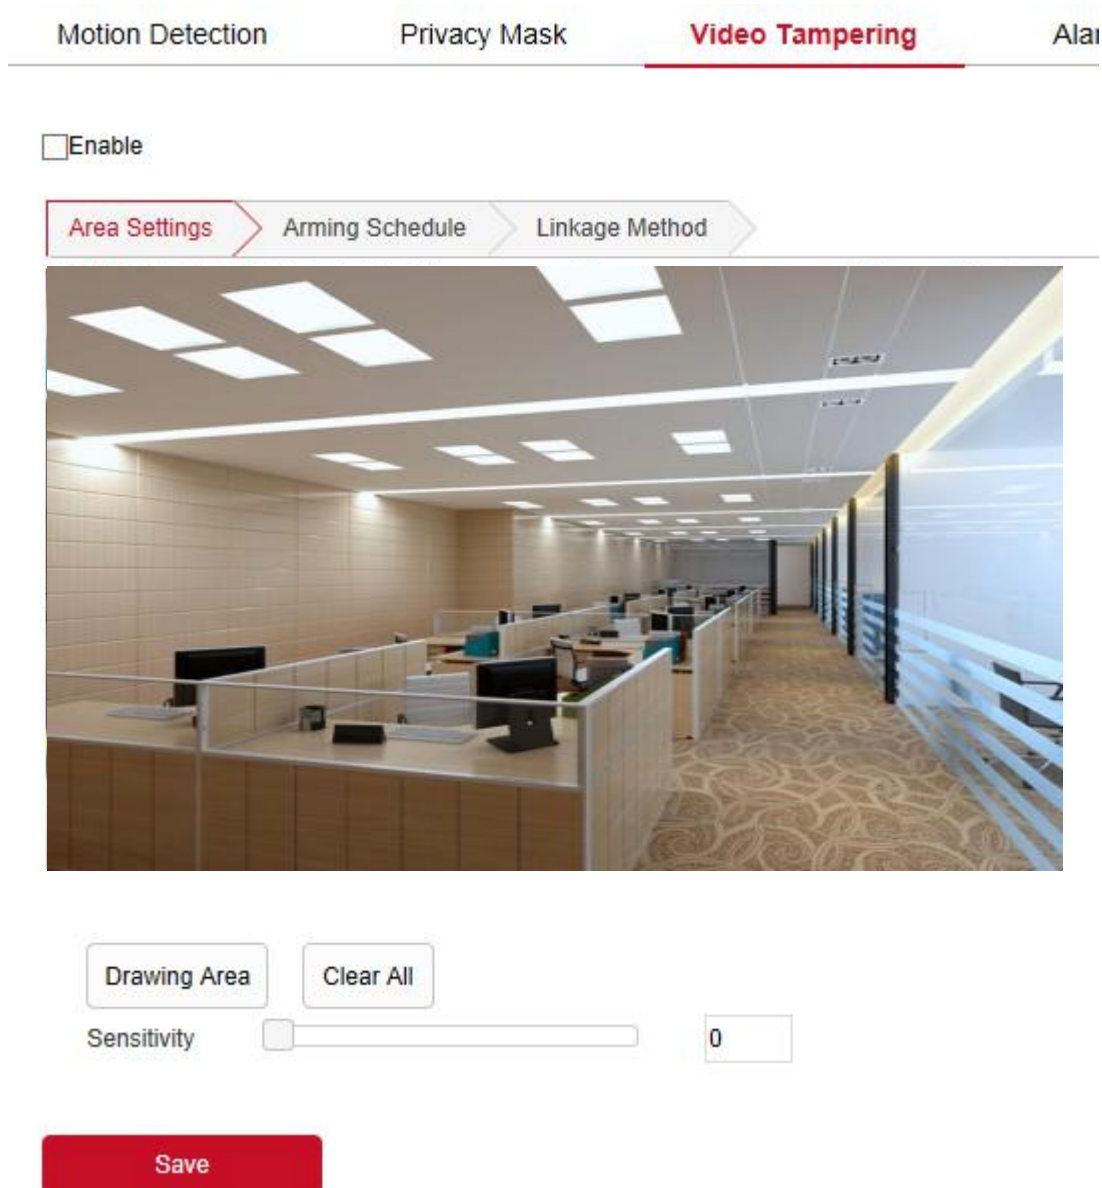 Motion Detection Privacy Mask Video Tampering Alar
Enable
Area Settings Arming Schedule Linkage Method
Drawing Area Clear All
Sensitivity 0
Save